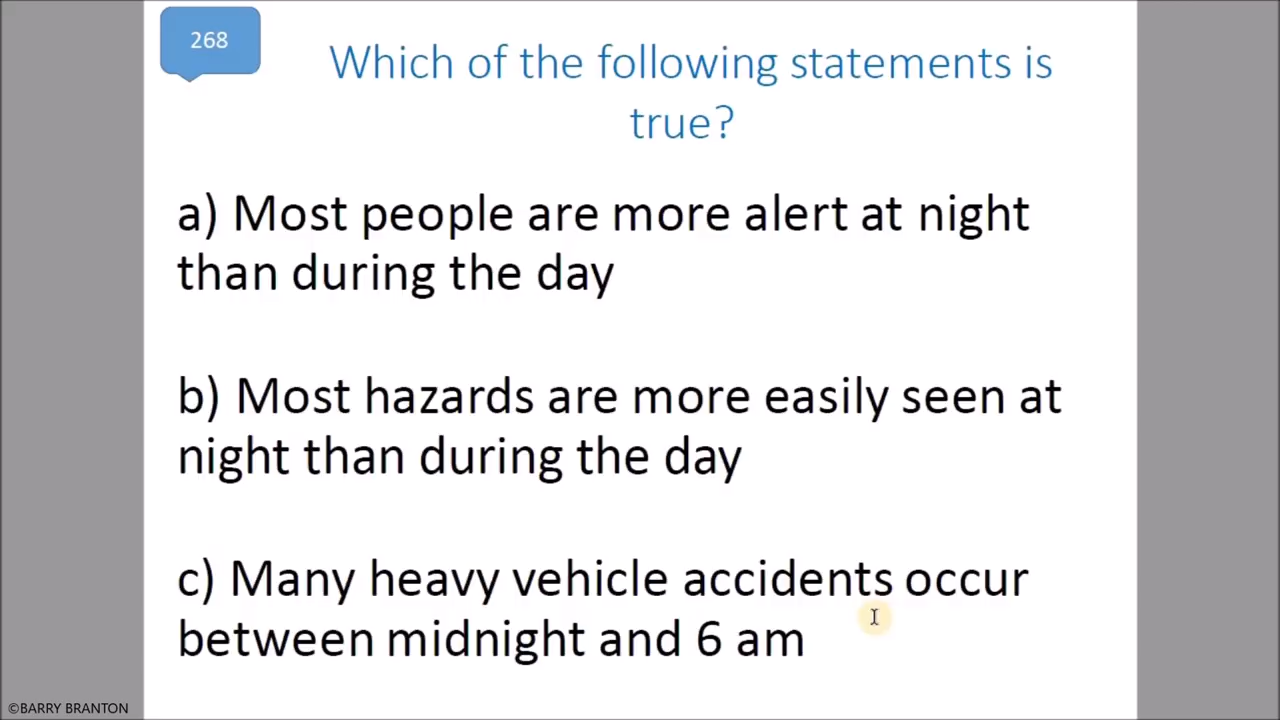 268
Which of the following statements is
true?
a) Most people are more alert at night
than during the day
b) Most hazards are more easily seen at
night than during the day
c) Many heavy vehicle accidents occur
between midnight and 6 am
©BARRY BRANTON